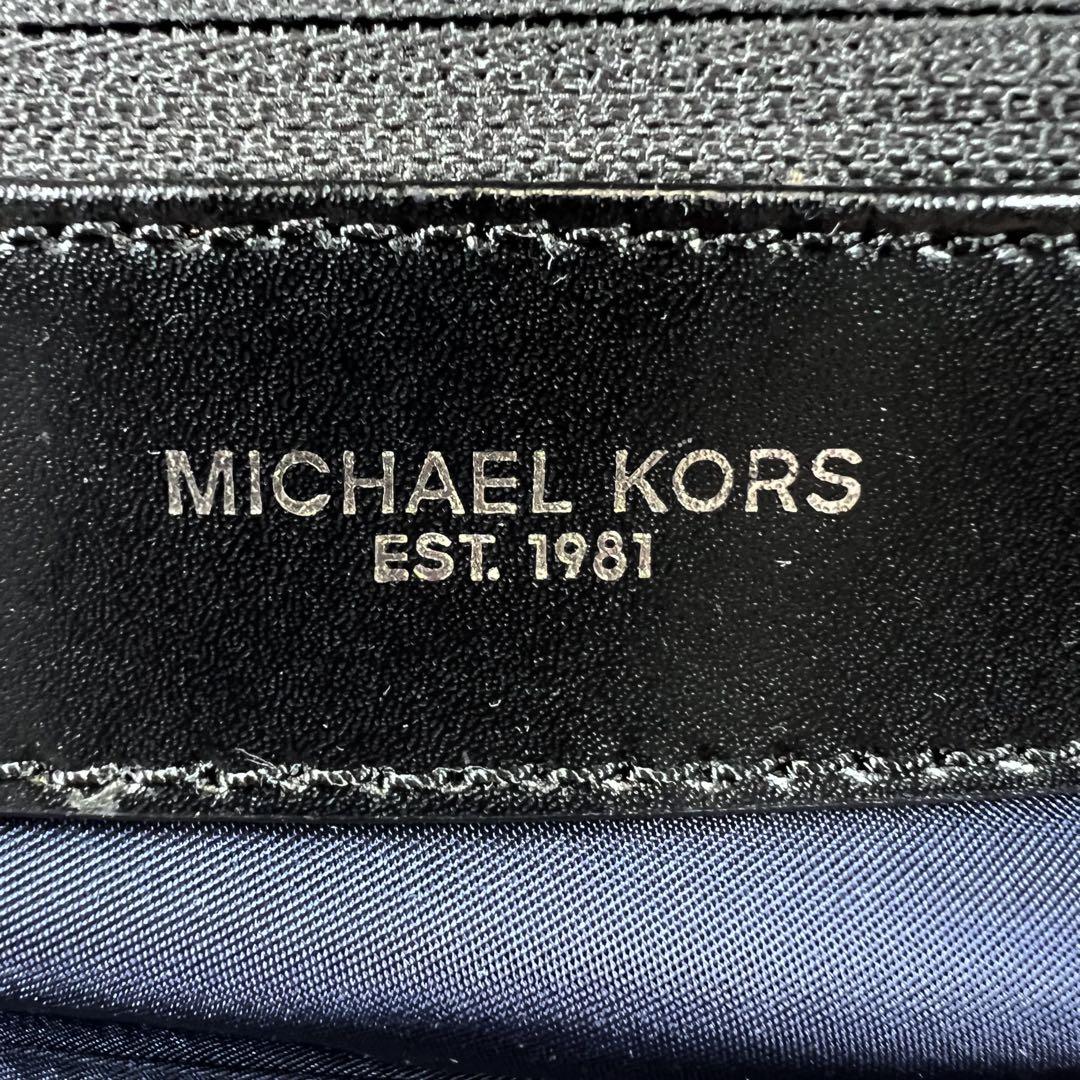 MICHAEL KORS
EST. 1981